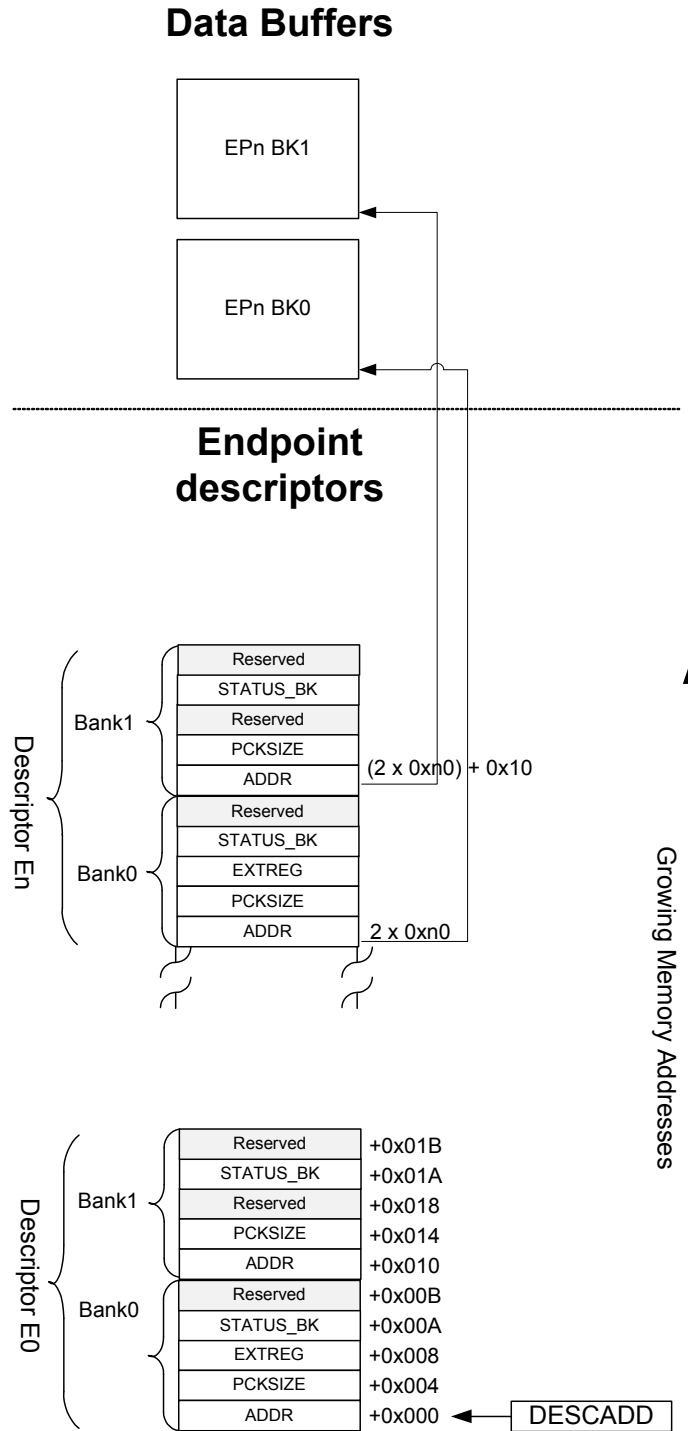 Data Buffers
EPn BK1
EPn BK0
Endpoint
descriptors
Reserved
STATUS_BK
Bank1
Reserved
PCKSIZE
ADDR
(2 x 0xn0) + 0x10
Descriptor En
Reserved
STATUS_BK
Bank0
EXTREG
PCKSIZE
ADDR
2 x 0xn0
Growing Memory Addresses
Reserved +0x01B
STATUS_BK +0x01A
Bank1
Reserved +0x018
PCKSIZE +0x014
ADDR +0x010
Descriptor E0
Reserved +0x00B
Bank0
STATUS_BK +0x00A
EXTREG +0x008
PCKSIZE +0x004
ADDR +0x000
DESCADD